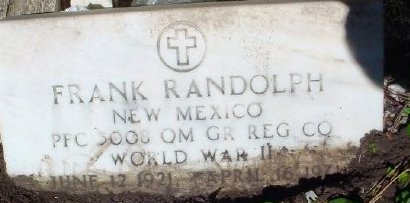 FRANK RANDOLPH
NEW MEXICO
PFC 3008 QM GR REG CO
WORLD WAR II
JUNE 12 1921 APRIL 16